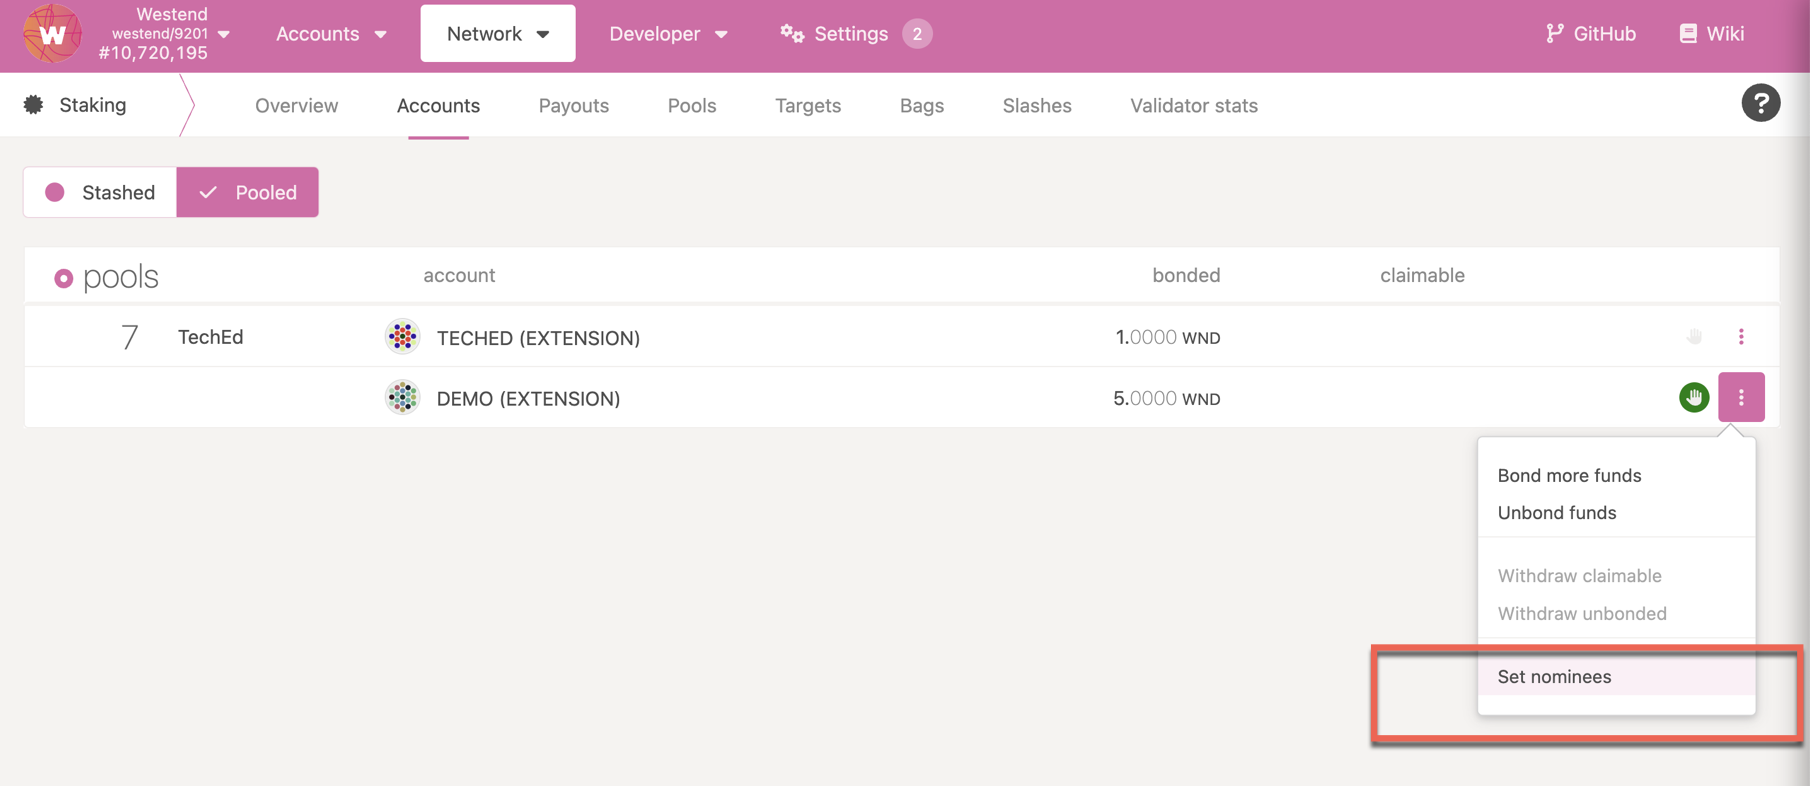 Westend
westend/9201
#10,720,195
Accounts
Network
Developer
Settings 2
GitHub
Wiki
Staking
Overview
Accounts
Payouts
Pools
Targets
Bags
Slashes
Validator stats
?
Stashed
Pooled
pools account bonded claimable
7 TechEd TECHED (EXTENSION) 1.0000 WND
DEMO (EXTENSION) 5.0000 WND
Bond more funds
Unbond funds
Withdraw claimable
Withdraw unbonded
Set nominees